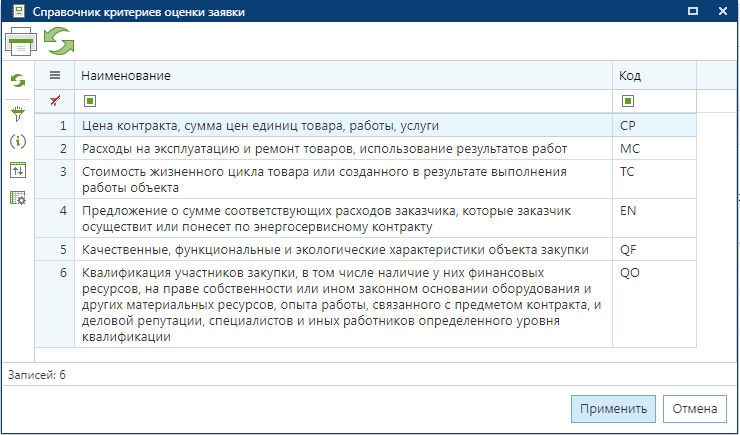 Справочник критериев оценки заявки
Наименование Код
1 Цена контракта, сумма цен единиц товара, работы, услуги CP
2 Расходы на эксплуатацию и ремонт товаров, использование результатов работ MC
3 Стоимость жизненного цикла товара или созданного в результате выполнения TC
работы объекта
4 Предложение о сумме соответствующих расходов заказчика, которые заказчик EN
осуществит или понесет по энергосервисному контракту
5 Качественные, функциональные и экологические характеристики объекта закупки QF
6 Квалификация участников закупки, в том числе наличие у них финансовых QO
ресурсов, на праве собственности или ином законном основании оборудования и
других материальных ресурсов, опыта работы, связанного с предметом контракта, и
деловой репутации, специалистов и иных работников определенного уровня
квалификации
Записей: 6
Применить Отмена